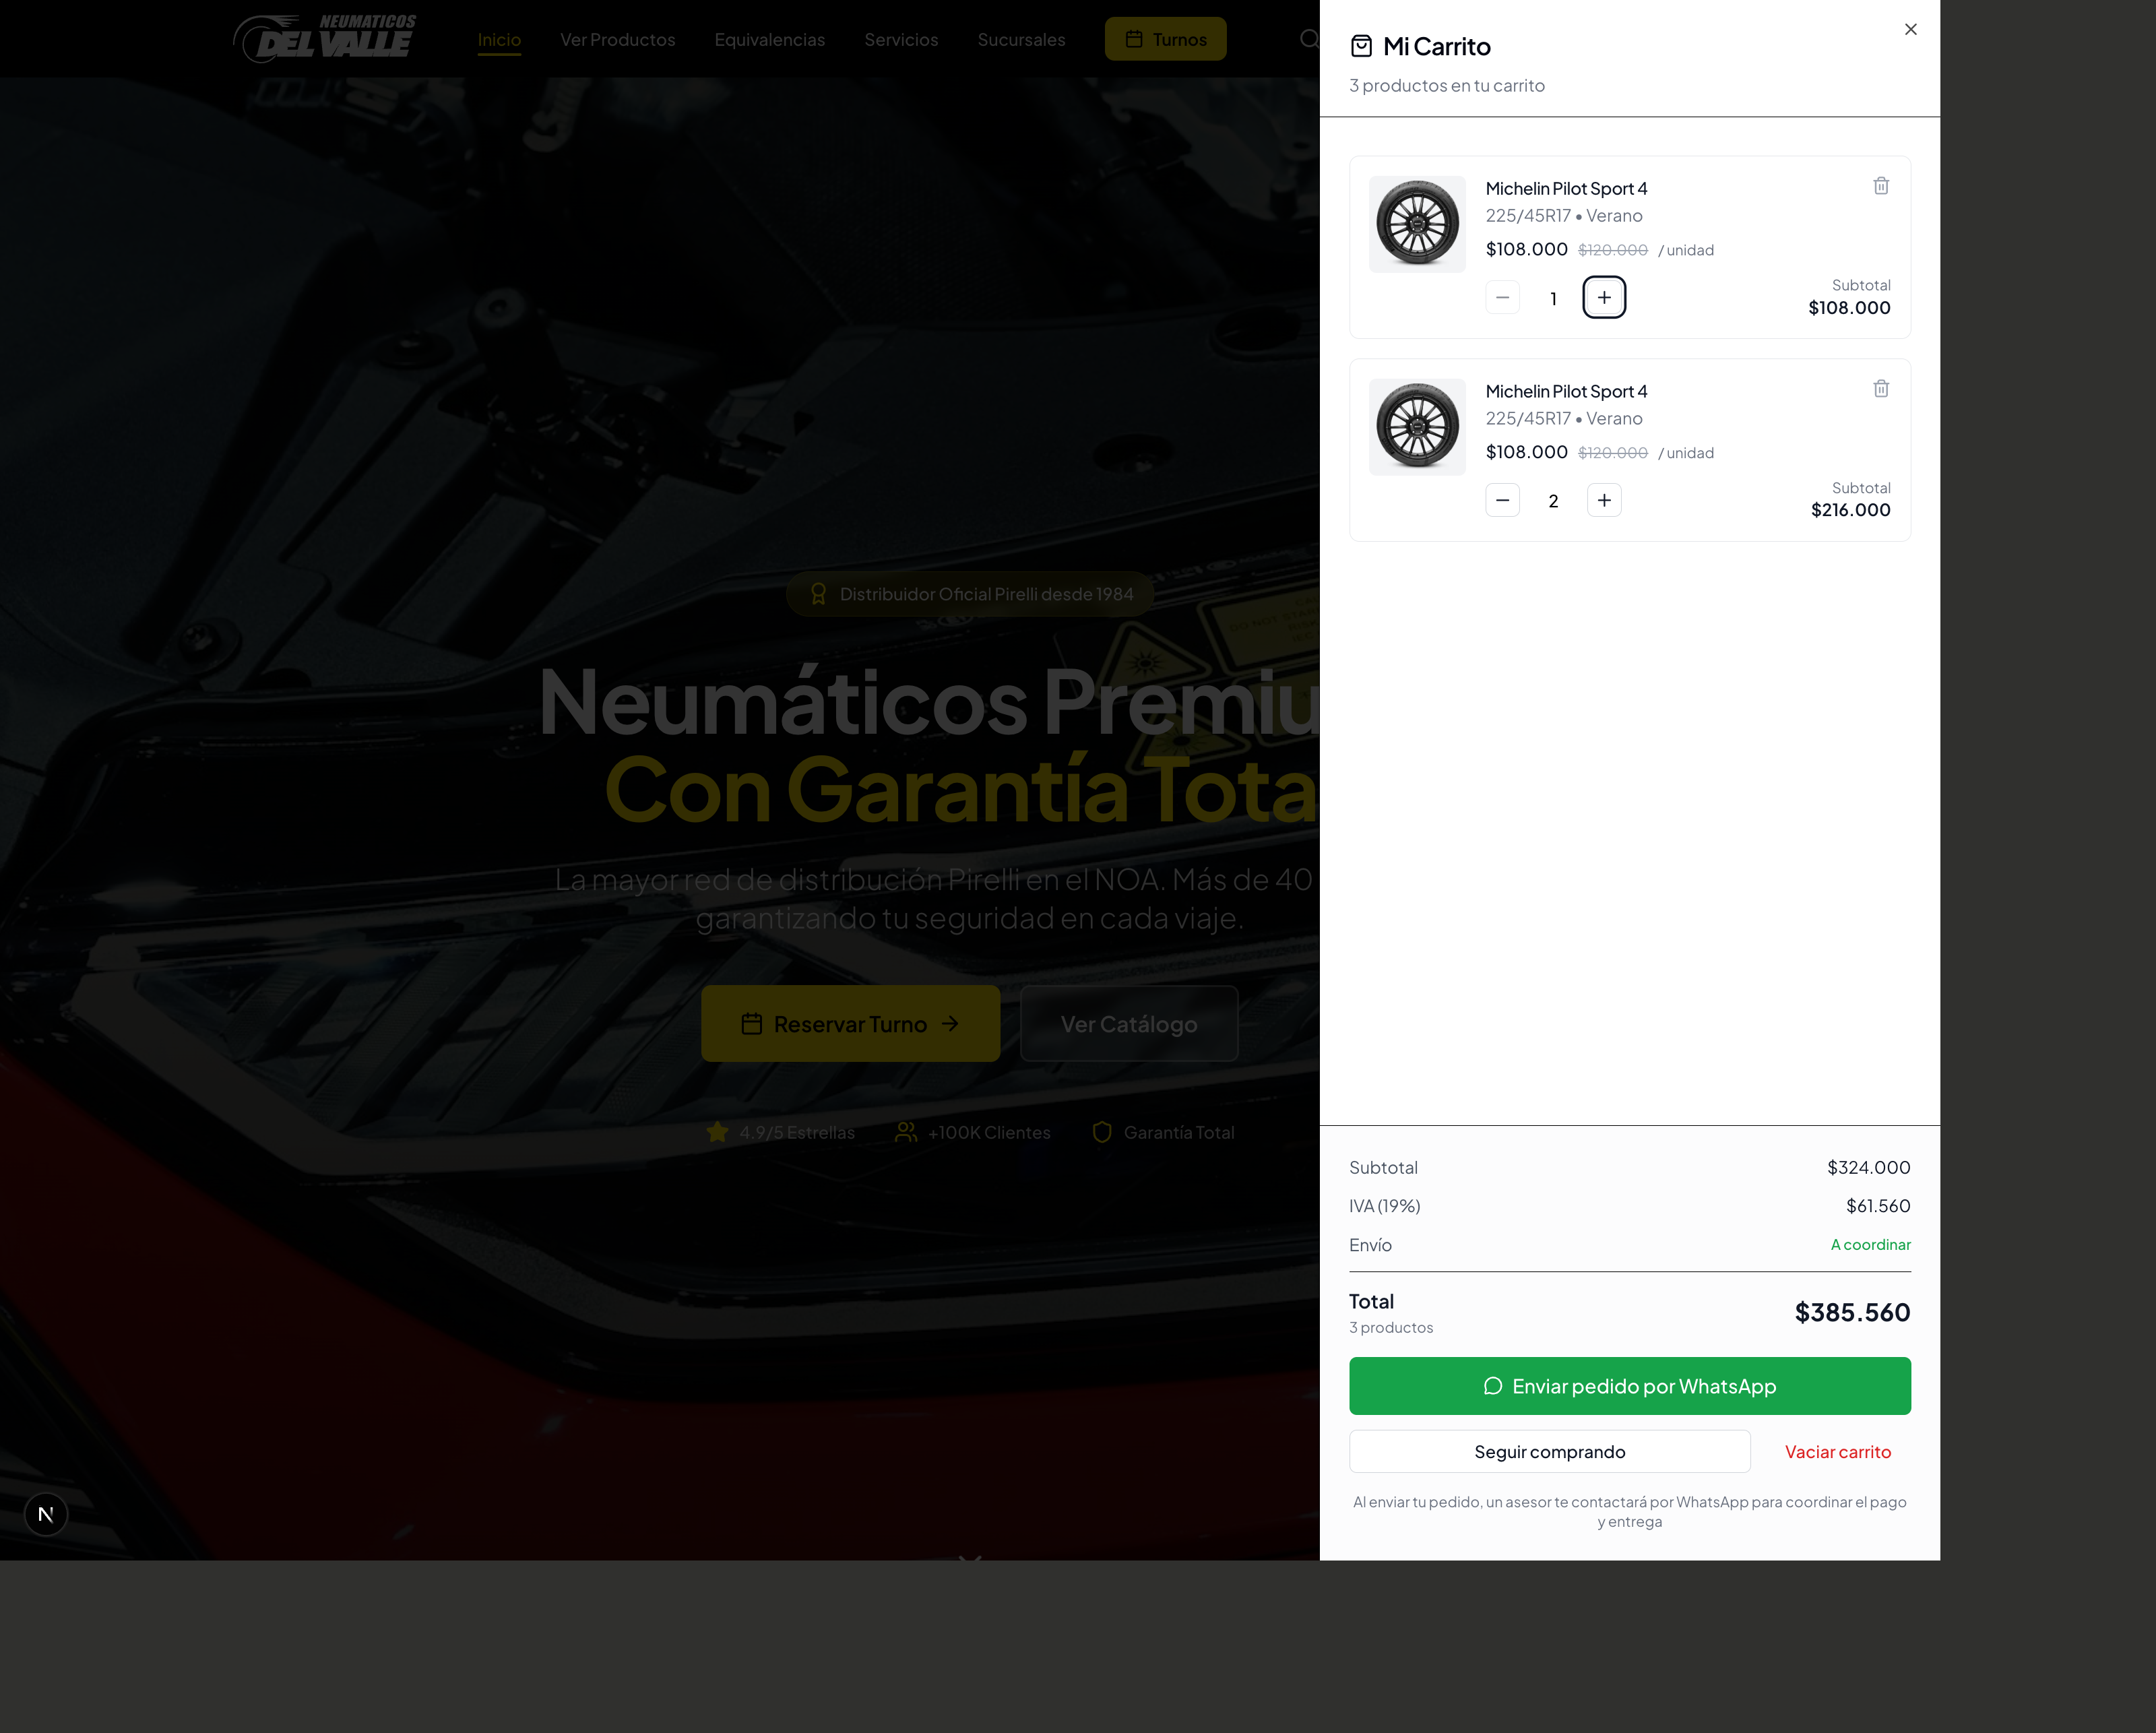 NEUMATICOS
DEL VALLE
Inicio
Ver Productos
Equivalencias
Servicios
Sucursales
Turnos
Distribuidor Oficial Pirelli desde 1984
Neumáticos Premiu
Con Garantía Tota
La mayor red de distribución Pirelli en el NOA. Más de 40
garantizando tu seguridad en cada viaje.
Reservar Turno
Ver Catálogo
4.9/5 Estrellas
+100K Clientes
Garantía Total
N
Mi Carrito
3 productos en tu carrito
Michelin Pilot Sport 4
225/45R17 • Verano
$108.000 $120.000 / unidad
1
Subtotal
$108.000
Michelin Pilot Sport 4
225/45R17 • Verano
$108.000 $120.000 / unidad
2
Subtotal
$216.000
Subtotal $324.000
IVA (19%) $61.560
Envío A coordinar
Total $385.560
3 productos
Enviar pedido por WhatsApp
Seguir comprando
Vaciar carrito
Al enviar tu pedido, un asesor te contactará por WhatsApp para coordinar el pago
y entrega